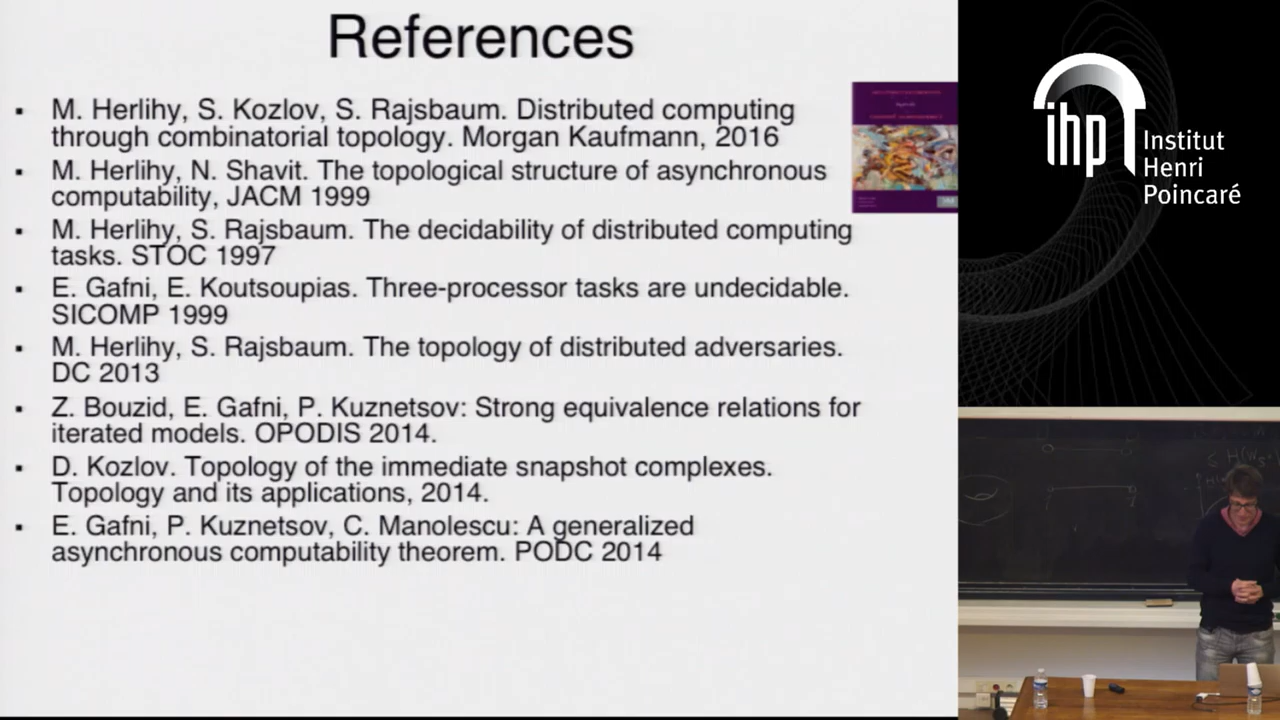 References
▪ M. Herlihy, S. Kozlov, S. Rajsbaum. Distributed computing
through combinatorial topology. Morgan Kaufmann, 2016
▪ M. Herlihy, N. Shavit. The topological structure of asynchronous
computability, JACM 1999
▪ M. Herlihy, S. Rajsbaum. The decidability of distributed computing
tasks. STOC 1997
▪ E. Gafni, E. Koutsoupias. Three-processor tasks are undecidable.
SICOMP 1999
▪ M. Herlihy, S. Rajsbaum. The topology of distributed adversaries.
DC 2013
▪ Z. Bouzid, E. Gafni, P. Kuznetsov: Strong equivalence relations for
iterated models. OPODIS 2014.
▪ D. Kozlov. Topology of the immediate snapshot complexes.
Topology and its applications, 2014.
▪ E. Gafni, P. Kuznetsov, C. Manolescu: A generalized
asynchronous computability theorem. PODC 2014
ihp
Institut
Henri
Poincaré